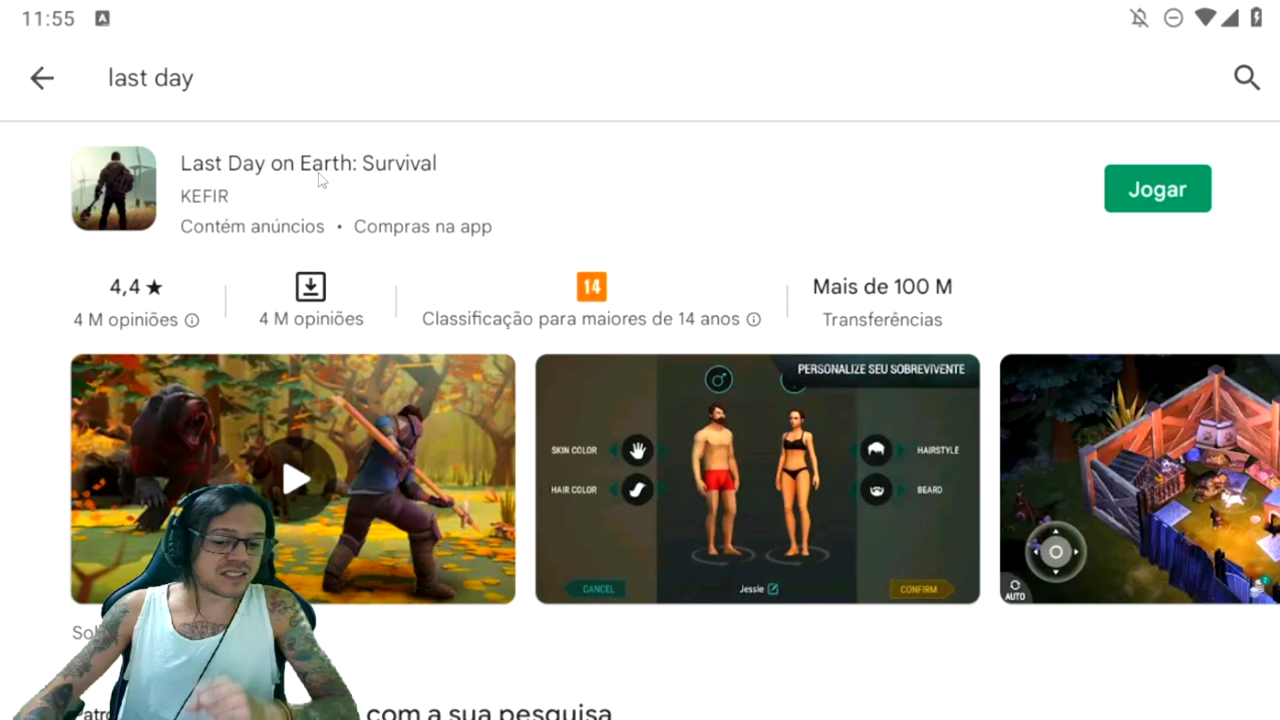 11:55
last day
Last Day on Earth: Survival
KEFIR
Contém anúncios • Compras na app
Jogar
4,4 ★
4 M opiniões
4 M opiniões
14
Classificação para maiores de 14 anos
Mais de 100 M
Transferências
PERSONALIZE SEU SOBREVIVENTE
SKIN COLOR
HAIRSTYLE
HAIR COLOR
BEARD
CANCEL
Jessie
CONFIRM
AUTO
com a sua pesquisa